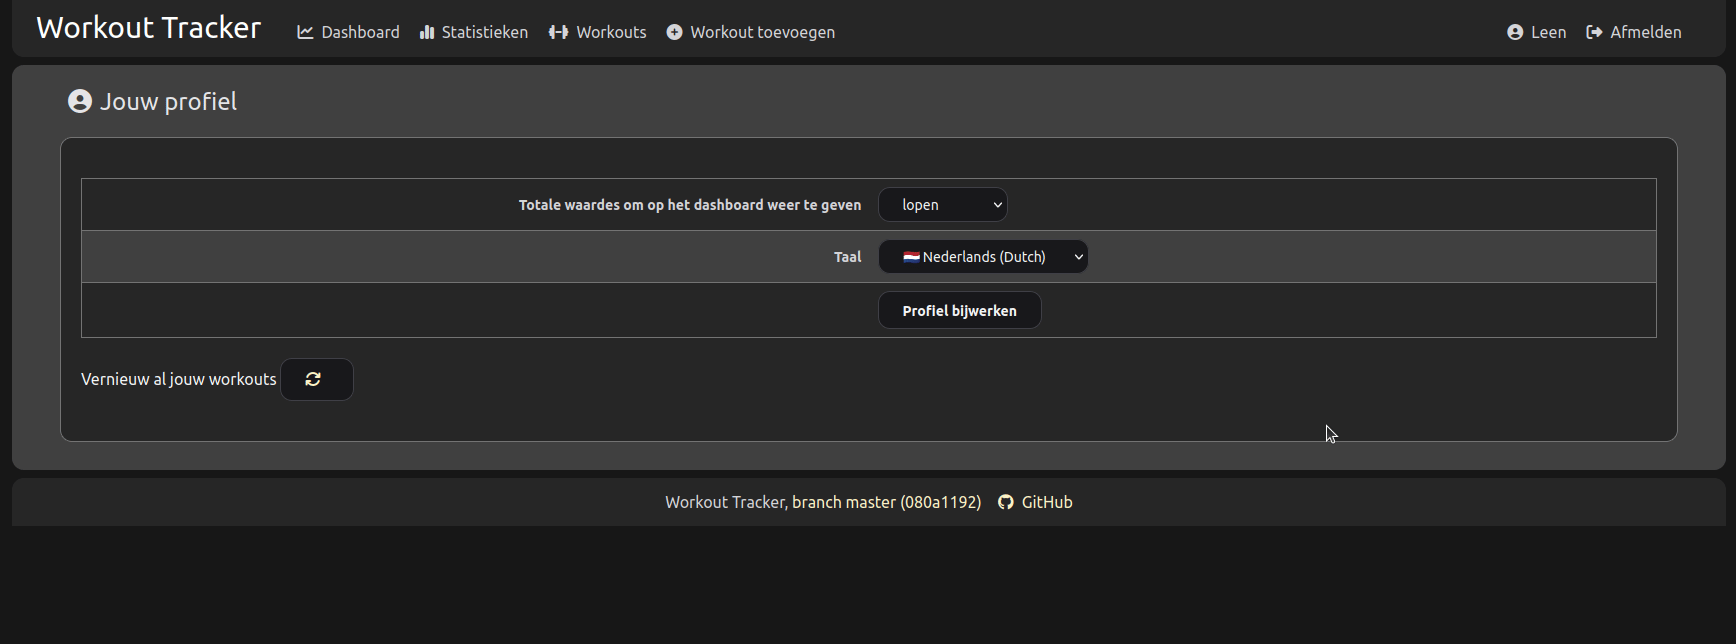 Workout Tracker Dashboard Statistieken Workouts Workout toevoegen Leen Afmelden
Jouw profiel
Totale waardes om op het dashboard weer te geven lopen
Taal 🇳🇱 Nederlands (Dutch)
Profiel bijwerken
Vernieuw al jouw workouts
Workout Tracker, branch master (080a1192) GitHub